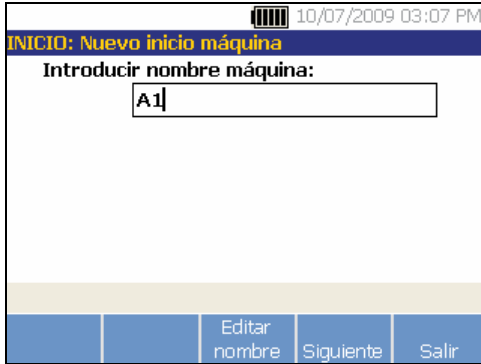 10/07/2009 03:07 PM
INICIO: Nuevo inicio máquina
Introducir nombre máquina:
A1
Editar
nombre Siguiente Salir